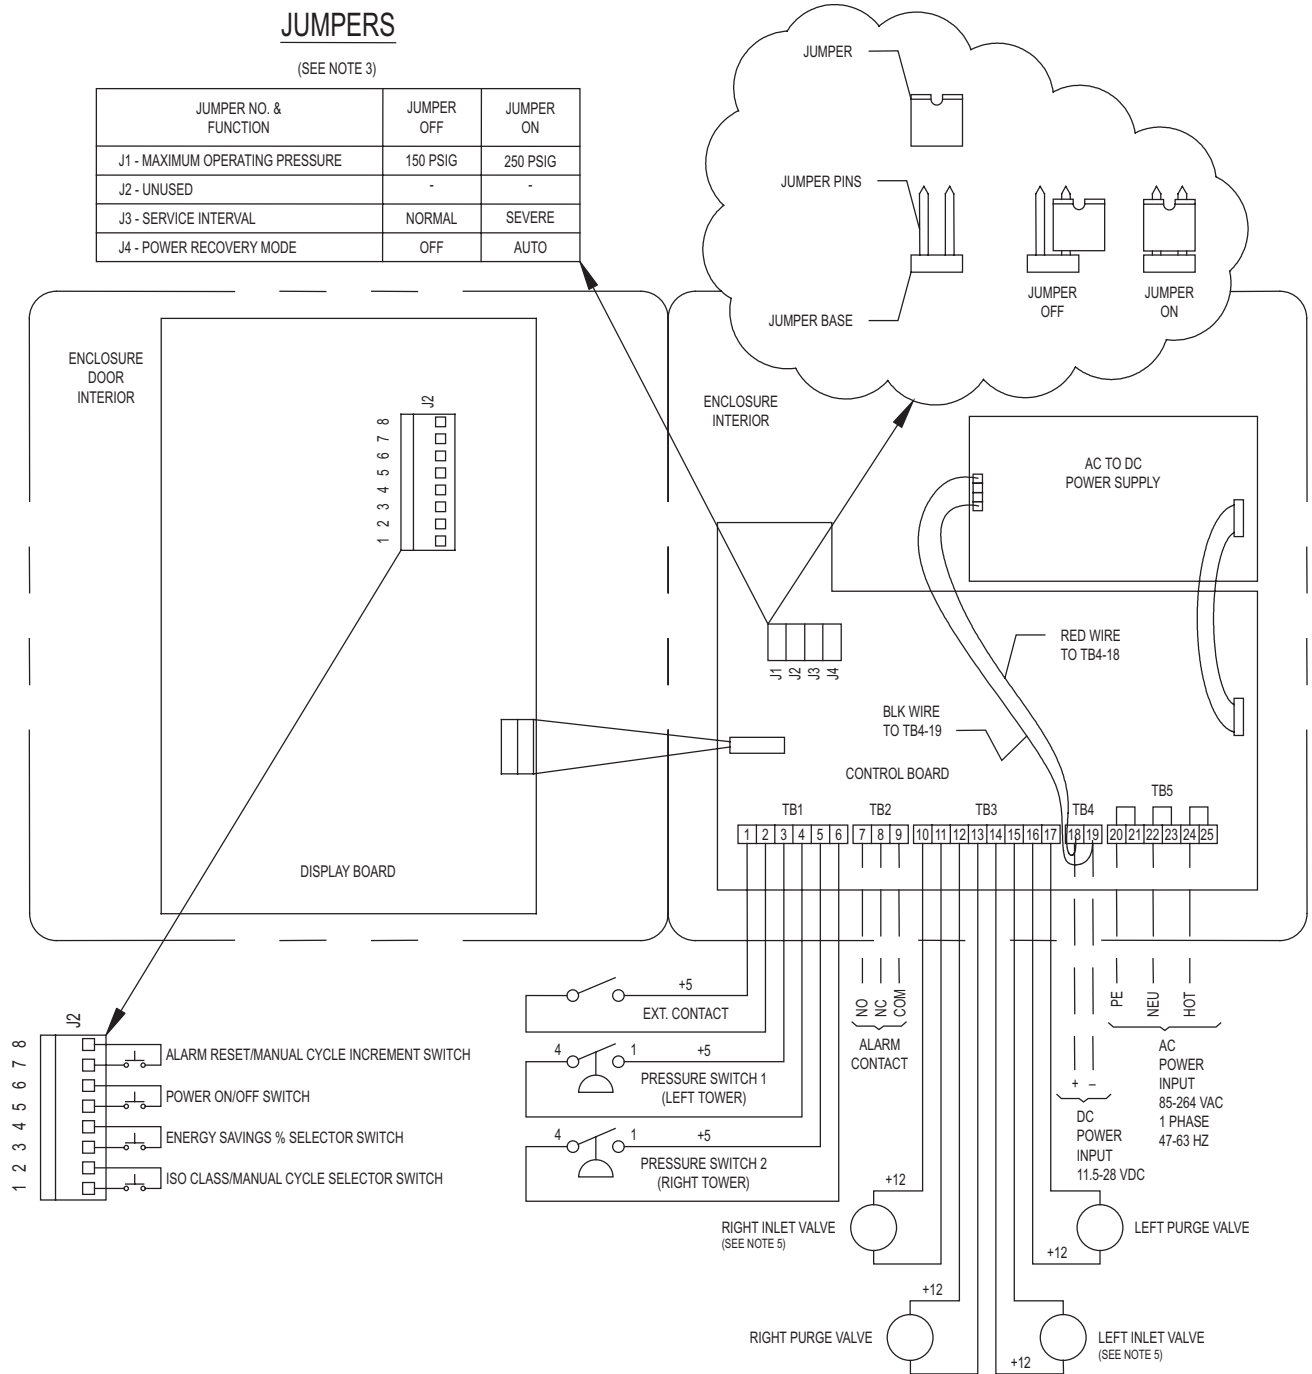 JUMPERS
(SEE NOTE 3)
JUMPER NO. &
FUNCTION
JUMPER
OFF
JUMPER
ON
J1 - MAXIMUM OPERATING PRESSURE 150 PSIG 250 PSIG
J2 - UNUSED - -
J3 - SERVICE INTERVAL NORMAL SEVERE
J4 - POWER RECOVERY MODE OFF AUTO
JUMPER
JUMPER PINS
JUMPER BASE
JUMPER
OFF
JUMPER
ON
ENCLOSURE
DOOR
INTERIOR
J2
1 2 3 4 5 6 7 8
DISPLAY BOARD
ENCLOSURE
INTERIOR
AC TO DC
POWER SUPPLY
RED WIRE
TO TB4-18
BLK WIRE
TO TB4-19
J1
J2
J3
J4
CONTROL BOARD
TB1 TB2 TB3 TB4 TB5
1 2 3 4 5 6 7 8 9 10 11 12 13 14 15 16 17 18 19 20 21 22 23 24 25
+5
EXT. CONTACT
4 1 +5
PRESSURE SWITCH 1
(LEFT TOWER)
4 1 +5
PRESSURE SWITCH 2
(RIGHT TOWER)
NO
NC
COM
ALARM
CONTACT
+ –
DC
POWER
INPUT
11.5-28 VDC
PE
NEU
HOT
AC
POWER
INPUT
85-264 VAC
1 PHASE
47-63 HZ
J2
1 2 3 4 5 6 7 8
ALARM RESET/MANUAL CYCLE INCREMENT SWITCH
POWER ON/OFF SWITCH
ENERGY SAVINGS % SELECTOR SWITCH
ISO CLASS/MANUAL CYCLE SELECTOR SWITCH
+12
RIGHT INLET VALVE
(SEE NOTE 5)
LEFT PURGE VALVE
+12
+12
RIGHT PURGE VALVE
LEFT INLET VALVE
(SEE NOTE 5)
+12